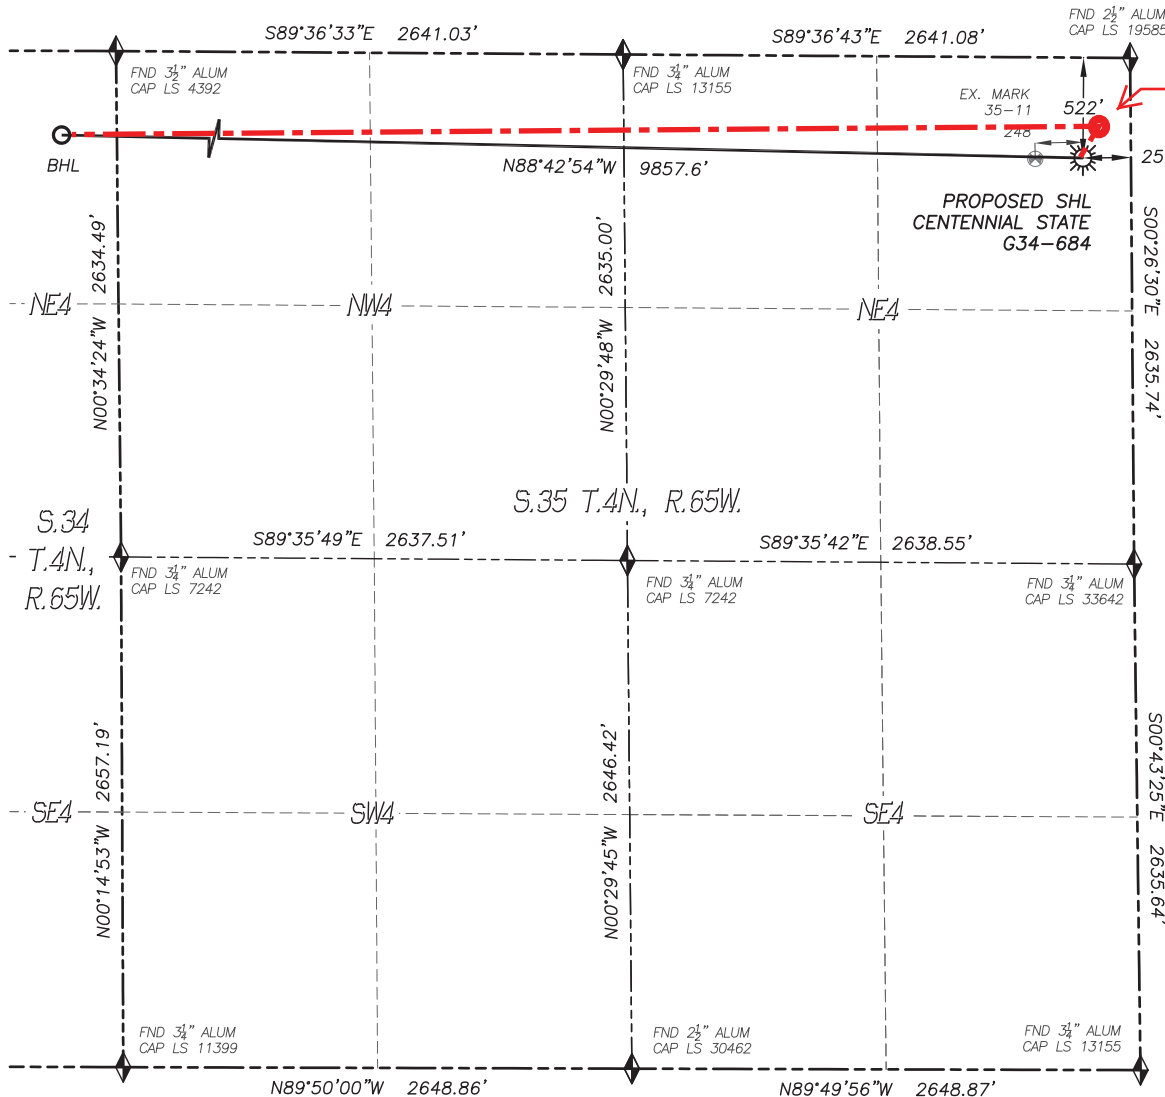 FND 2½" ALUM
CAP LS 19585
S89°36'33"E 2641.03'
S89°36'43"E 2641.08'
FND 3½" ALUM
CAP LS 4392
FND 3¼" ALUM
CAP LS 13155
EX. MARK
35-11
522'
248'
BHL
N88°42'54"W 9857.6'
25
PROPOSED SHL
CENTENNIAL STATE
G34-684
N00°34'24"W 2634.49'
N00°29'48"W 2635.00'
S00°26'30"E 2635.74'
NE4
NW4
NE4
S.34
T.4N.,
R.65W.
S.35 T.4N., R.65W.
S89°35'49"E 2637.51'
S89°35'42"E 2638.55'
FND 3¼" ALUM
CAP LS 7242
FND 3¼" ALUM
CAP LS 7242
FND 3¼" ALUM
CAP LS 33642
N00°14'53"W 2657.19'
N00°29'45"W 2646.42'
S00°43'25"E 2635.64'
SE4
SW4
SE4
FND 3¼" ALUM
CAP LS 11399
FND 2½" ALUM
CAP LS 30462
FND 3¼" ALUM
CAP LS 13155
N89°50'00"W 2648.86'
N89°49'56"W 2648.87'